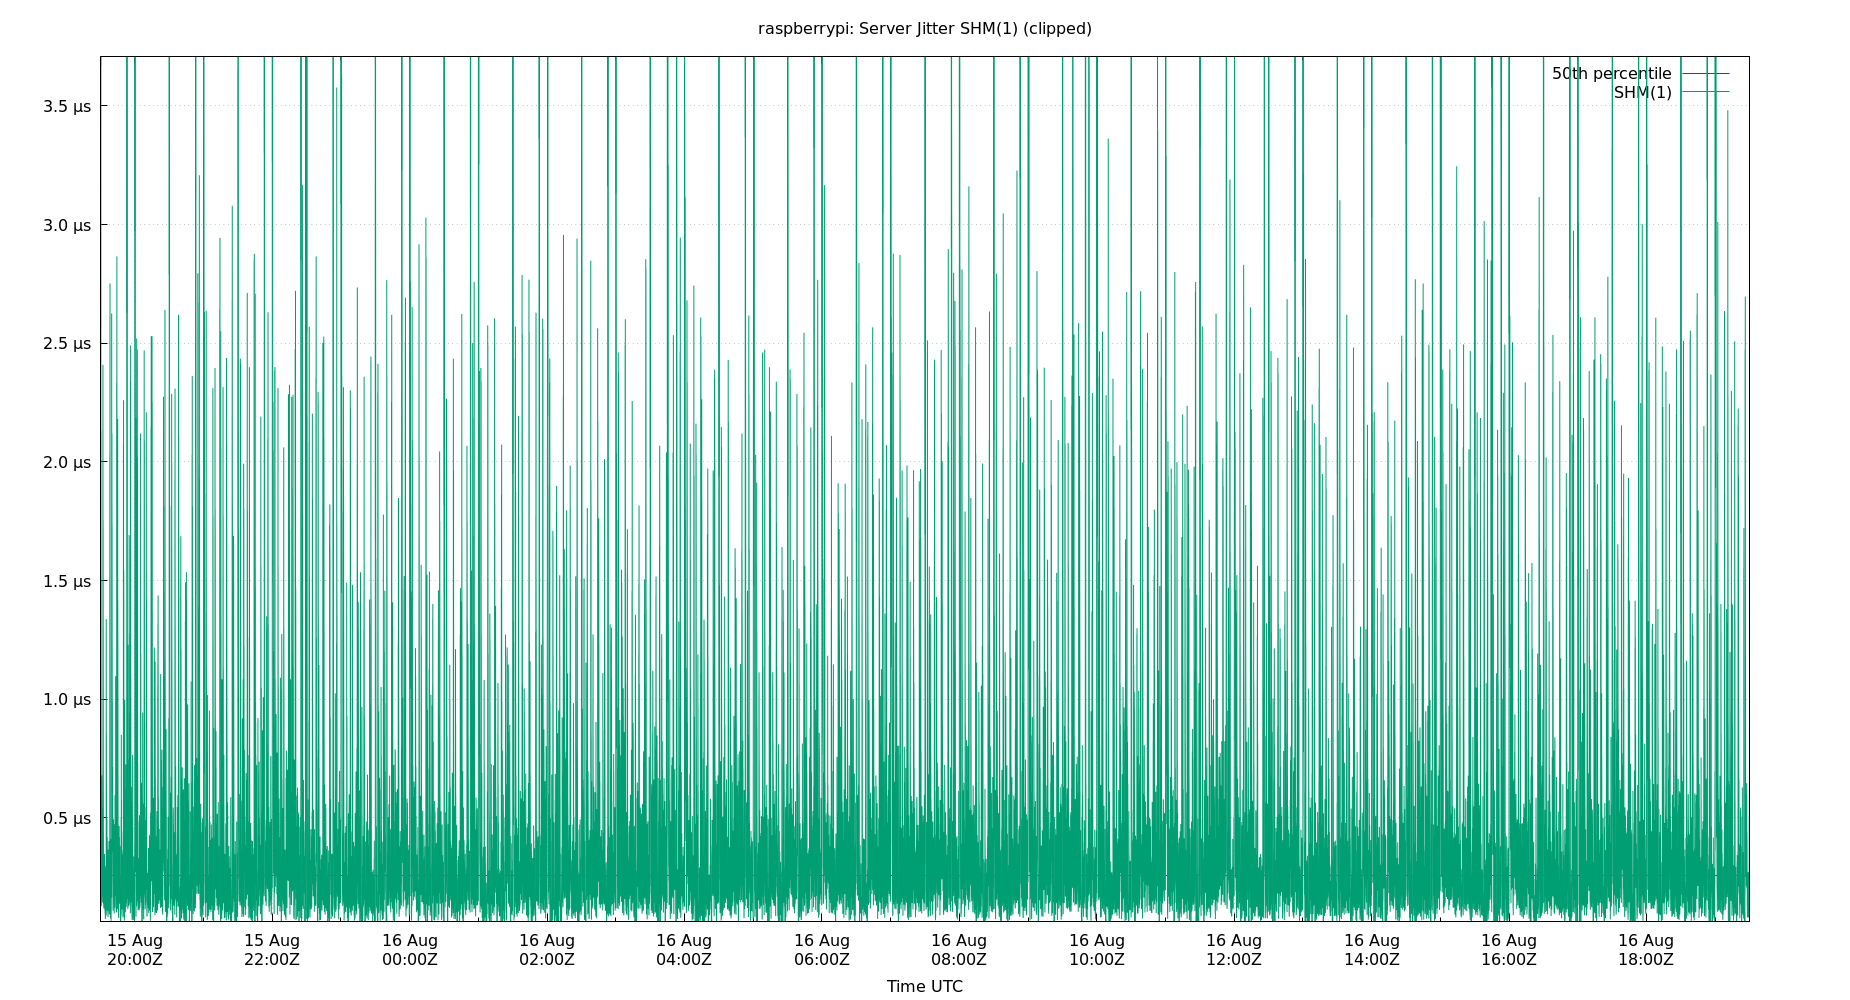 raspberrypi: Server Jitter SHM(1) (clipped)
50th percentile
SHM(1)
3.5 µs
3.0 µs
2.5 µs
2.0 µs
1.5 µs
1.0 µs
0.5 µs
15 Aug 15 Aug 16 Aug 16 Aug 16 Aug 16 Aug 16 Aug 16 Aug 16 Aug 16 Aug 16 Aug 16 Aug
20:00Z 22:00Z 00:00Z 02:00Z 04:00Z 06:00Z 08:00Z 10:00Z 12:00Z 14:00Z 16:00Z 18:00Z
Time UTC